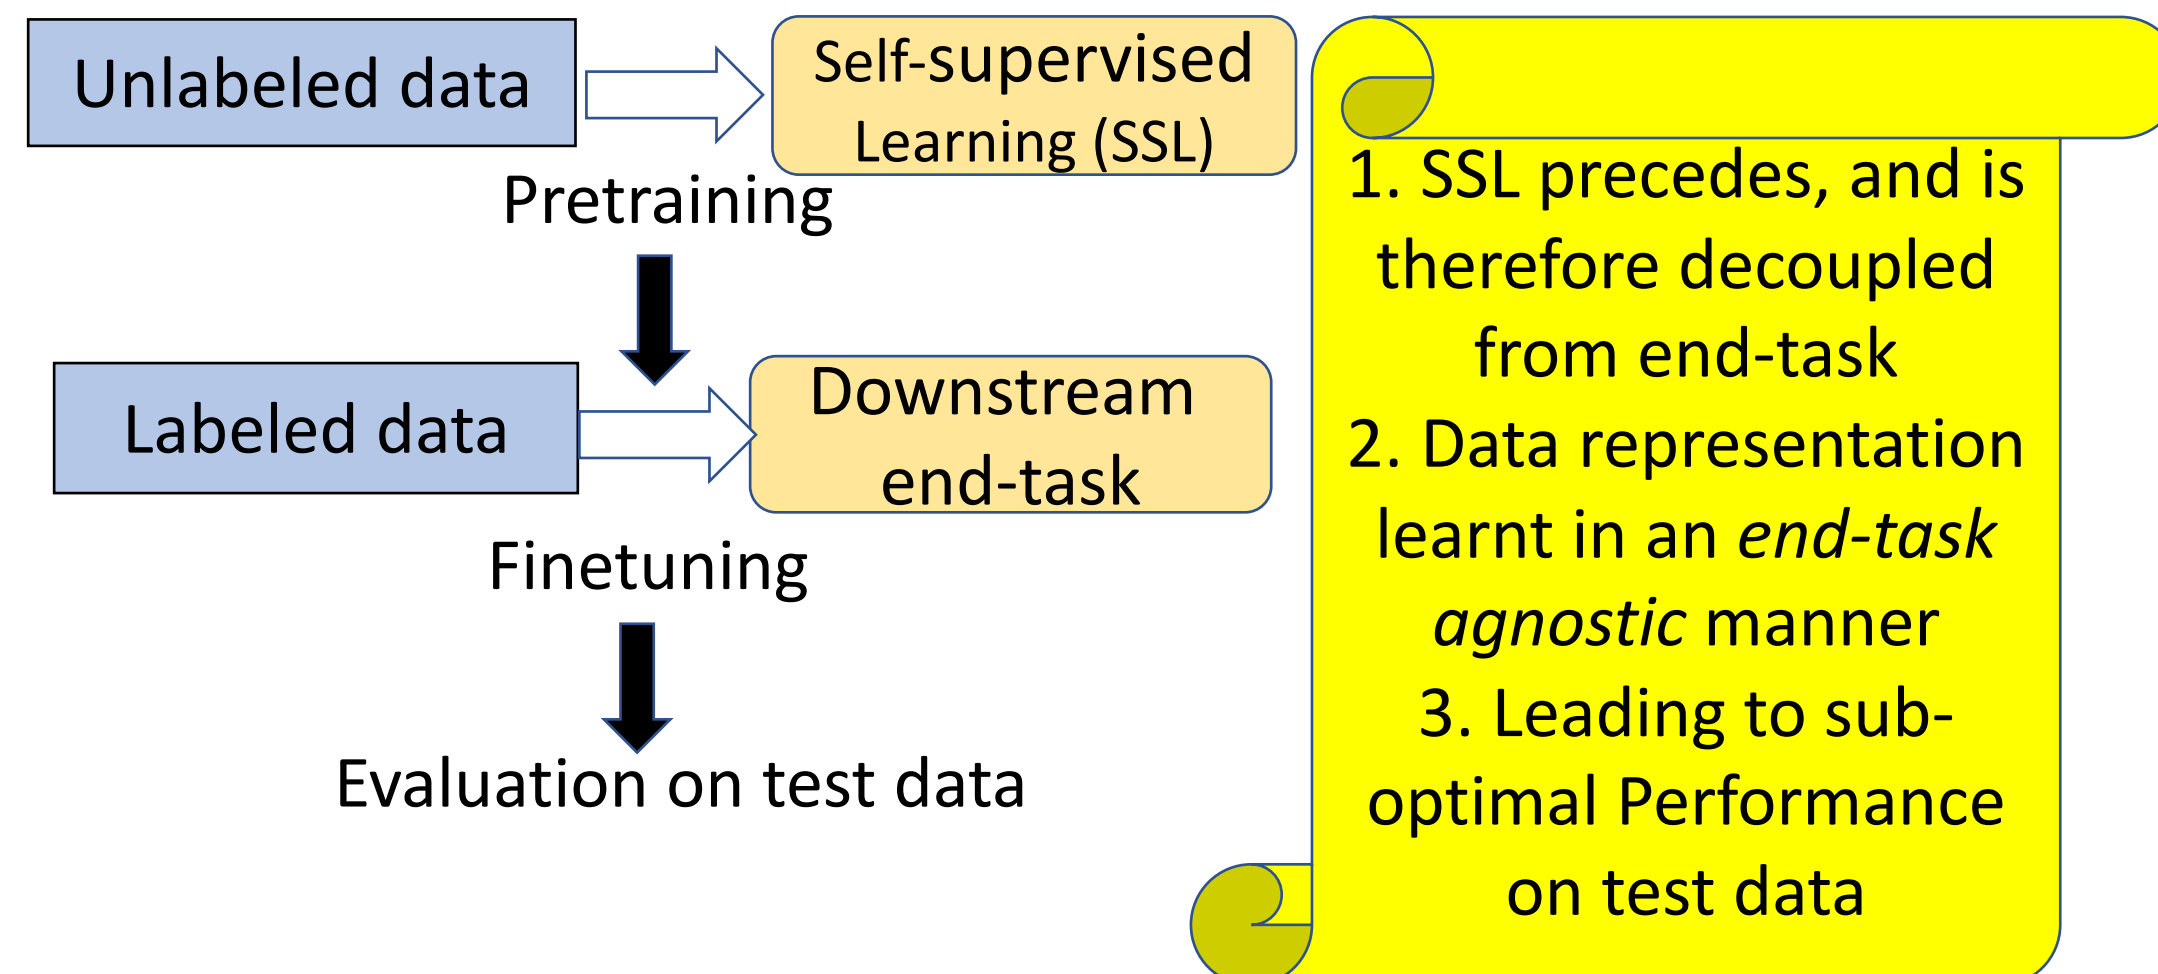 Unlabeled data
Self-supervised
Learning (SSL)
Pretraining
Labeled data
Downstream
end-task
Finetuning
Evaluation on test data
1. SSL precedes, and is
therefore decoupled
from end-task
2. Data representation
learnt in an end-task
agnostic manner
3. Leading to sub-
optimal Performance
on test data